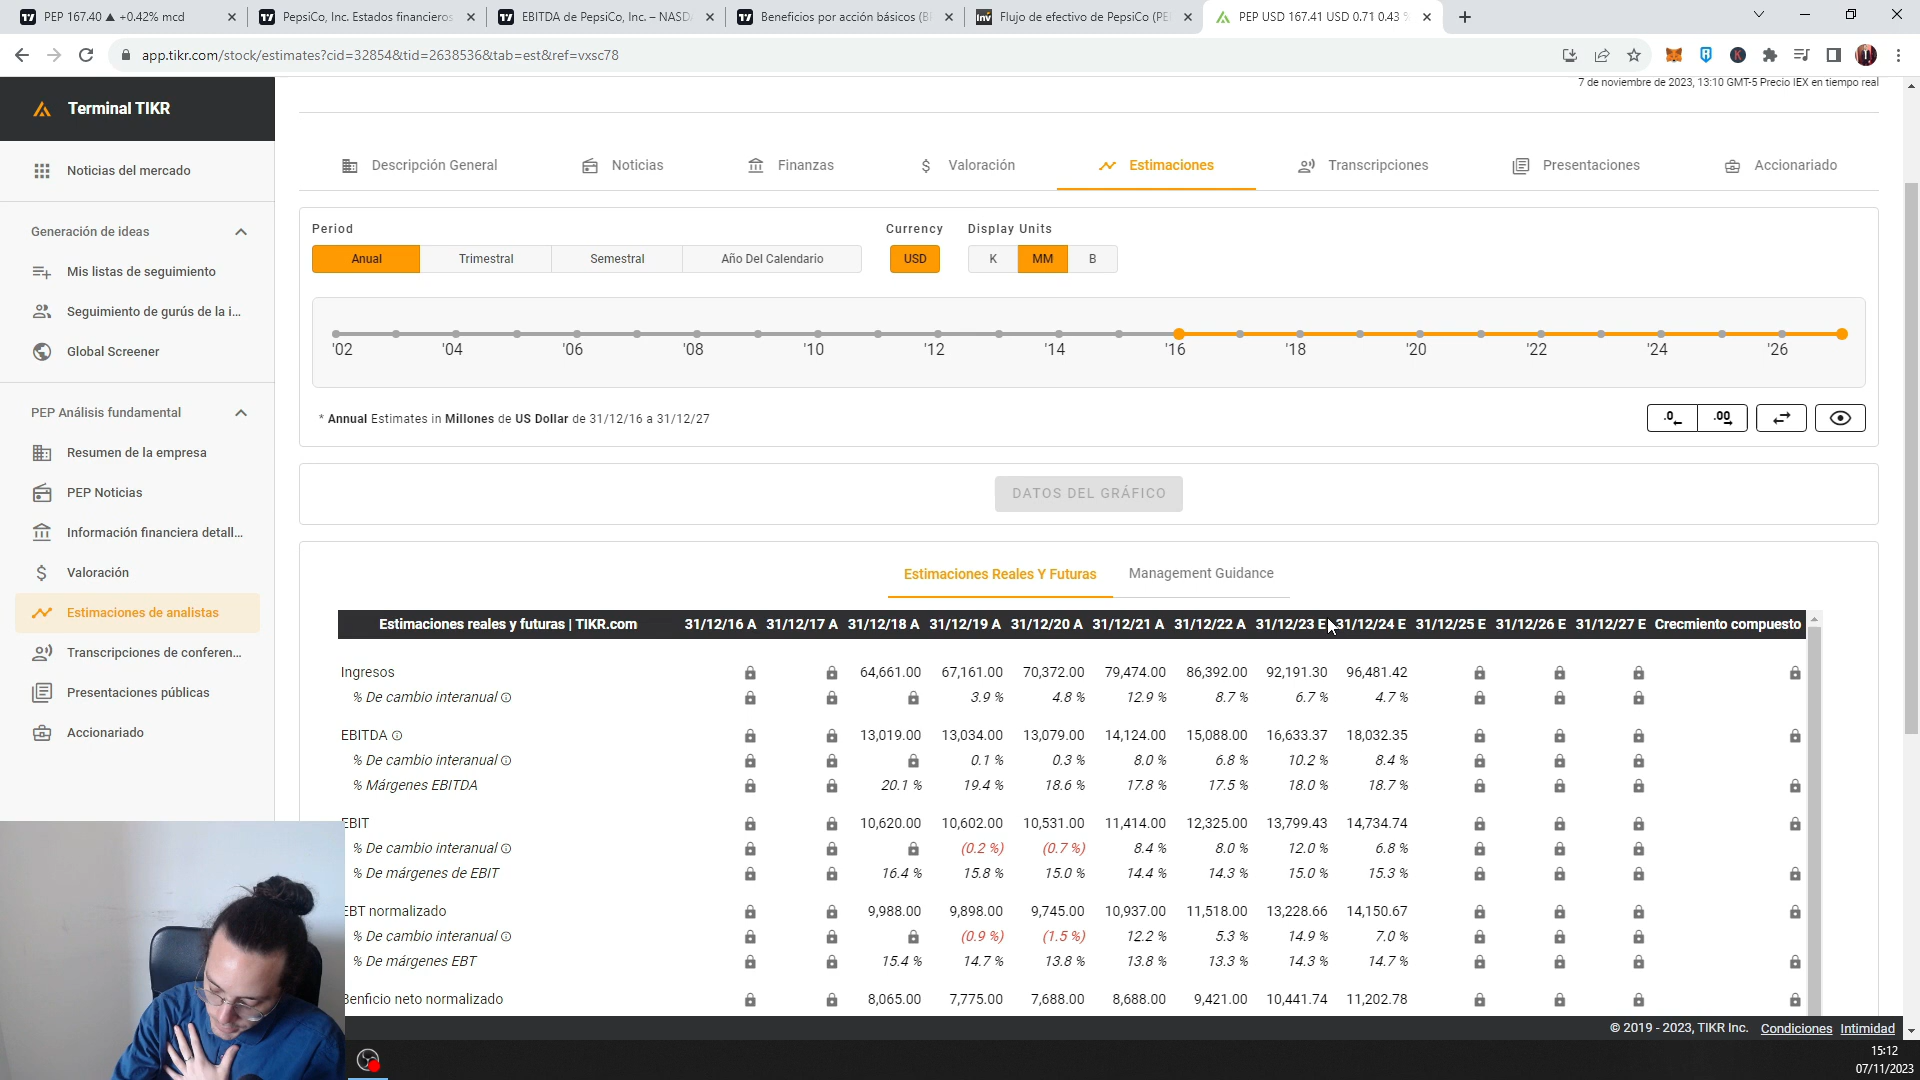 PEP 167.40 ▲ +0.42% mcd
PepsiCo, Inc. Estados financieros
EBITDA de PepsiCo, Inc. – NASD
Beneficios por acción básicos (B
Flujo de efectivo de PepsiCo (PE
PEP USD 167.41 USD 0.71 0.43 %
app.tikr.com/stock/estimates?cid=32854&tid=2638536&tab=est&ref=vxsc78
7 de noviembre de 2023, 13:10 GMT-5 Precio IEX en tiempo real
Terminal TIKR
Noticias del mercado
Generación de ideas
Mis listas de seguimiento
Seguimiento de gurús de la i...
Global Screener
PEP Análisis fundamental
Resumen de la empresa
PEP Noticias
Información financiera detall...
Valoración
Estimaciones de analistas
Transcripciones de conferen...
Presentaciones públicas
Accionariado
Descripción General
Noticias
Finanzas
Valoración
Estimaciones
Transcripciones
Presentaciones
Accionariado
Period
Currency
Display Units
Anual
Trimestral
Semestral
Año Del Calendario
USD
K
MM
B
'02 '04 '06 '08 '10 '12 '14 '16 '18 '20 '22 '24 '26
* Annual Estimates in Millones de US Dollar de 31/12/16 a 31/12/27
.0
.00
DATOS DEL GRÁFICO
Estimaciones Reales Y Futuras
Management Guidance
Estimaciones reales y futuras | TIKR.com 31/12/16 A 31/12/17 A 31/12/18 A 31/12/19 A 31/12/20 A 31/12/21 A 31/12/22 A 31/12/23 E 31/12/24 E 31/12/25 E 31/12/26 E 31/12/27 E Crecmiento compuesto
Ingresos 64,661.00 67,161.00 70,372.00 79,474.00 86,392.00 92,191.30 96,481.42
% De cambio interanual 3.9 % 4.8 % 12.9 % 8.7 % 6.7 % 4.7 %
EBITDA 13,019.00 13,034.00 13,079.00 14,124.00 15,088.00 16,633.37 18,032.35
% De cambio interanual 0.1 % 0.3 % 8.0 % 6.8 % 10.2 % 8.4 %
% Márgenes EBITDA 20.1 % 19.4 % 18.6 % 17.8 % 17.5 % 18.0 % 18.7 %
EBIT 10,620.00 10,602.00 10,531.00 11,414.00 12,325.00 13,799.43 14,734.74
% De cambio interanual (0.2 %) (0.7 %) 8.4 % 8.0 % 12.0 % 6.8 %
% De márgenes de EBIT 16.4 % 15.8 % 15.0 % 14.4 % 14.3 % 15.0 % 15.3 %
EBT normalizado 9,988.00 9,898.00 9,745.00 10,937.00 11,518.00 13,228.66 14,150.67
% De cambio interanual (0.9 %) (1.5 %) 12.2 % 5.3 % 14.9 % 7.0 %
% De márgenes EBT 15.4 % 14.7 % 13.8 % 13.8 % 13.3 % 14.3 % 14.7 %
Benficio neto normalizado 8,065.00 7,775.00 7,688.00 8,688.00 9,421.00 10,441.74 11,202.78
© 2019 - 2023, TIKR Inc. Condiciones Intimidad
15:12
07/11/2023